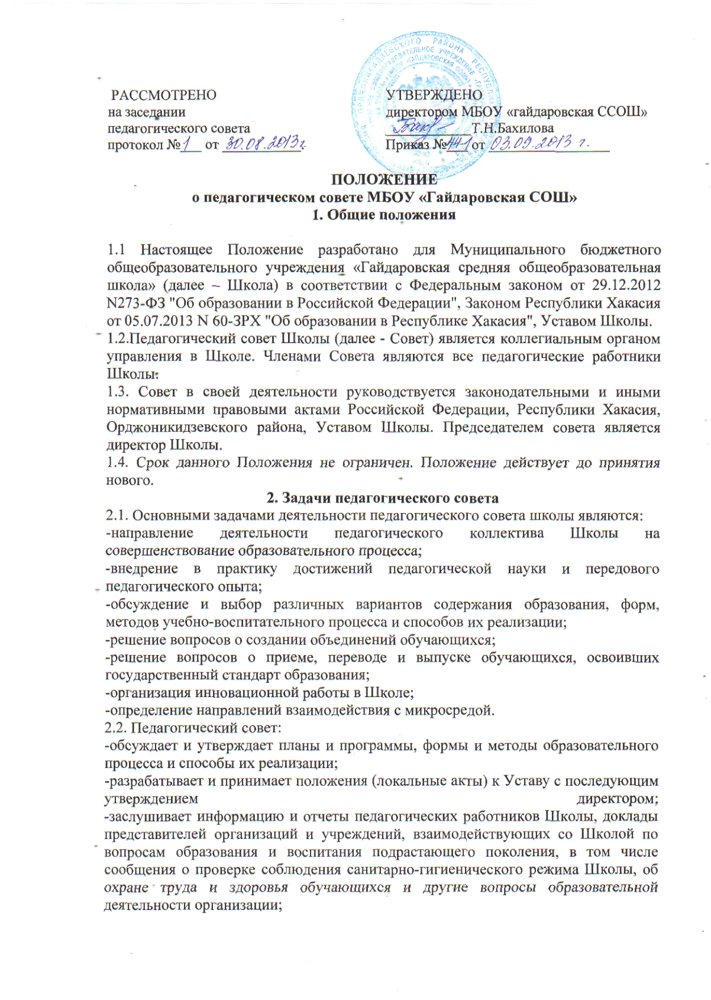 РАССМОТРЕНО
на заседании
педагогического совета
протокол № 1 от 30.08.2013г.
УТВЕРЖДЕНО
директором МБОУ «гайдаровская ССОШ»
Т.Н.Бахилова
Приказ № от 03.09.2013 г.
ПОЛОЖЕНИЕ
о педагогическом совете МБОУ «Гайдаровская СОШ»
1. Общие положения
1.1 Настоящее Положение разработано для Муниципального бюджетного
общеобразовательного учреждения «Гайдаровская средняя общеобразовательная
школа» (далее – Школа) в соответствии с Федеральным законом от 29.12.2012
N273-ФЗ "Об образовании в Российской Федерации", Законом Республики Хакасия
от 05.07.2013 N 60-ЗРХ "Об образовании в Республике Хакасия", Уставом Школы.
1.2.Педагогический совет Школы (далее - Совет) является коллегиальным органом
управления в Школе. Членами Совета являются все педагогические работники
Школы.
1.3. Совет в своей деятельности руководствуется законодательными и иными
нормативными правовыми актами Российской Федерации, Республики Хакасия,
Орджоникидзевского района, Уставом Школы. Председателем совета является
директор Школы.
1.4. Срок данного Положения не ограничен. Положение действует до принятия
нового.
2. Задачи педагогического совета
2.1. Основными задачами деятельности педагогического совета школы являются:
-направление деятельности педагогического коллектива Школы на
совершенствование образовательного процесса;
-внедрение в практику достижений педагогической науки и передового
педагогического опыта;
-обсуждение и выбор различных вариантов содержания образования, форм,
методов учебно-воспитательного процесса и способов их реализации;
-решение вопросов о создании объединений обучающихся;
-решение вопросов о приеме, переводе и выпуске обучающихся, освоивших
государственный стандарт образования;
-организация инновационной работы в Школе;
-определение направлений взаимодействия с микросредой.
2.2. Педагогический совет:
-обсуждает и утверждает планы и программы, формы и методы образовательного
процесса и способы их реализации;
-разрабатывает и принимает положения (локальные акты) к Уставу с последующим
утверждением директором;
-заслушивает информацию и отчеты педагогических работников Школы, доклады
представителей организаций и учреждений, взаимодействующих со Школой по
вопросам образования и воспитания подрастающего поколения, в том числе
сообщения о проверке соблюдения санитарно-гигиенического режима Школы, об
охране труда и здоровья обучающихся и другие вопросы образовательной
деятельности организации;